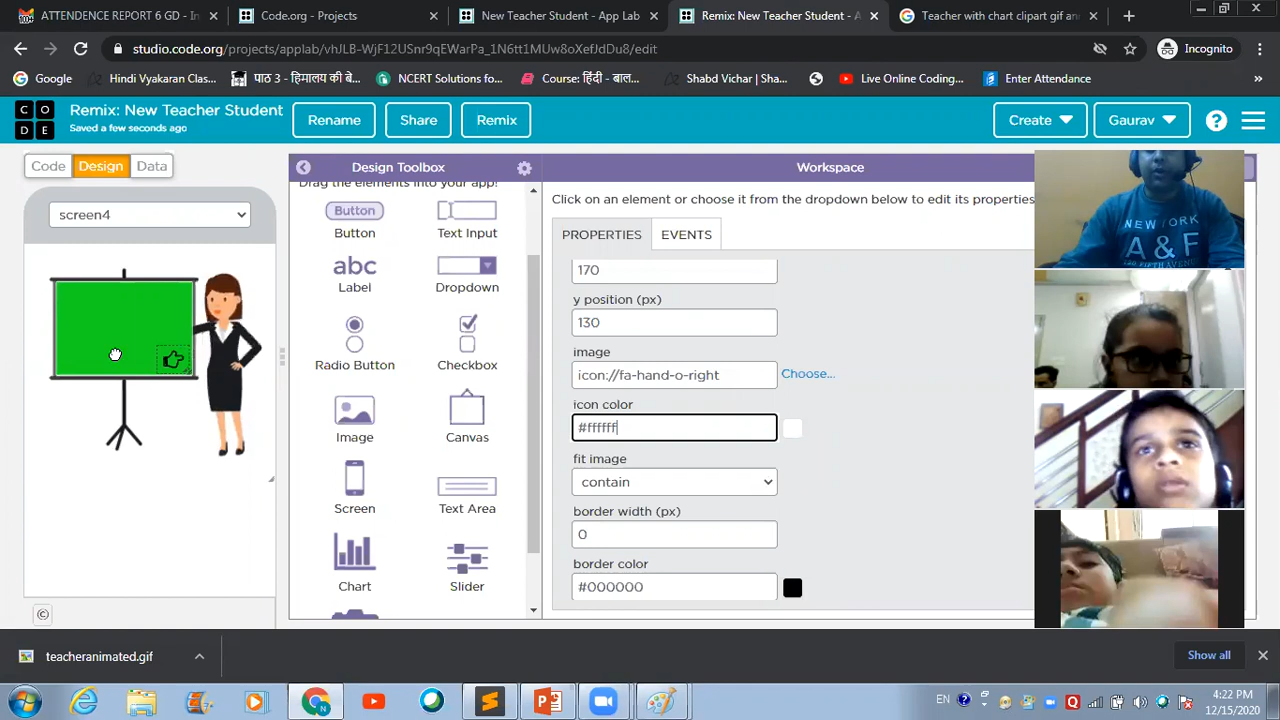 ATTENDENCE REPORT 6 GD - In
Code.org - Projects
New Teacher Student - App Lab
Remix: New Teacher Student - A
Teacher with chart clipart gif an
studio.code.org/projects/applab/vhJLB-WjF12USnr9qEWarPa_1N6tt1MUw8oXefJdDu8/edit
Incognito
Google
Hindi Vyakaran Clas...
पाठ 3 - हिमालय की बे...
NCERT Solutions fo...
Course: हिंदी - बाल...
Shabd Vichar | Sha...
Live Online Coding...
Enter Attendance
»
C O
D E
Remix: New Teacher Student
Saved a few seconds ago
Rename
Share
Remix
Create
Gaurav
?
Code
Design
Data
Design Toolbox
Workspace
screen4
Drag the elements into your app!
Click on an element or choose it from the dropdown below to edit its properties
PROPERTIES
EVENTS
Button
Button
Text Input
abc
Label
Dropdown
Radio Button
Checkbox
Image
Canvas
Screen
Text Area
Chart
Slider
170
y position (px)
130
image
icon://fa-hand-o-right
Choose...
icon color
#ffffff
fit image
contain
border width (px)
0
border color
#000000
NEW YORK
A & F
©
teacheranimated.gif
Show all
EN
4:22 PM
12/15/2020